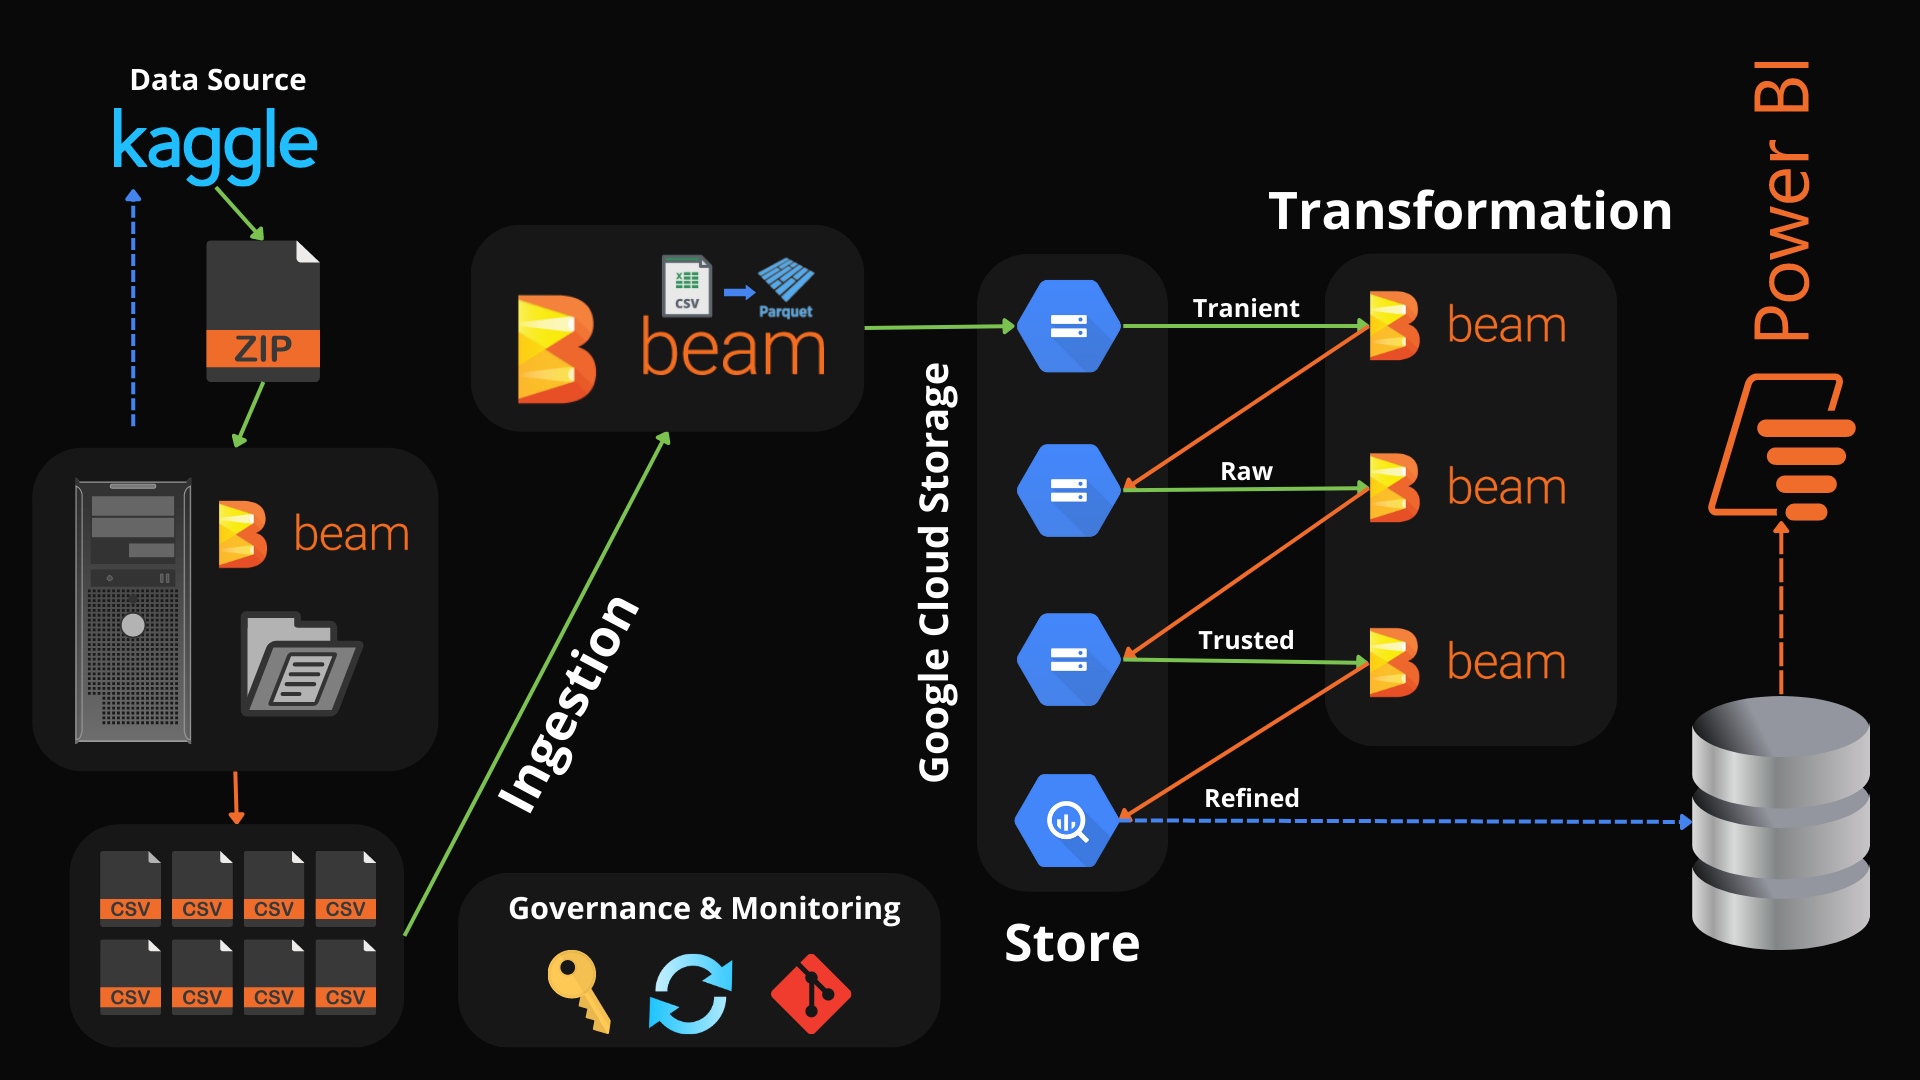 Data Source
kaggle
ZIP
beam
CSV CSV CSV CSV
CSV CSV CSV CSV
Ingestion
CSV
Parquet
beam
Governance & Monitoring
Google Cloud Storage
Store
Transformation
Tranient
beam
Raw
beam
Trusted
beam
Refined
Power BI